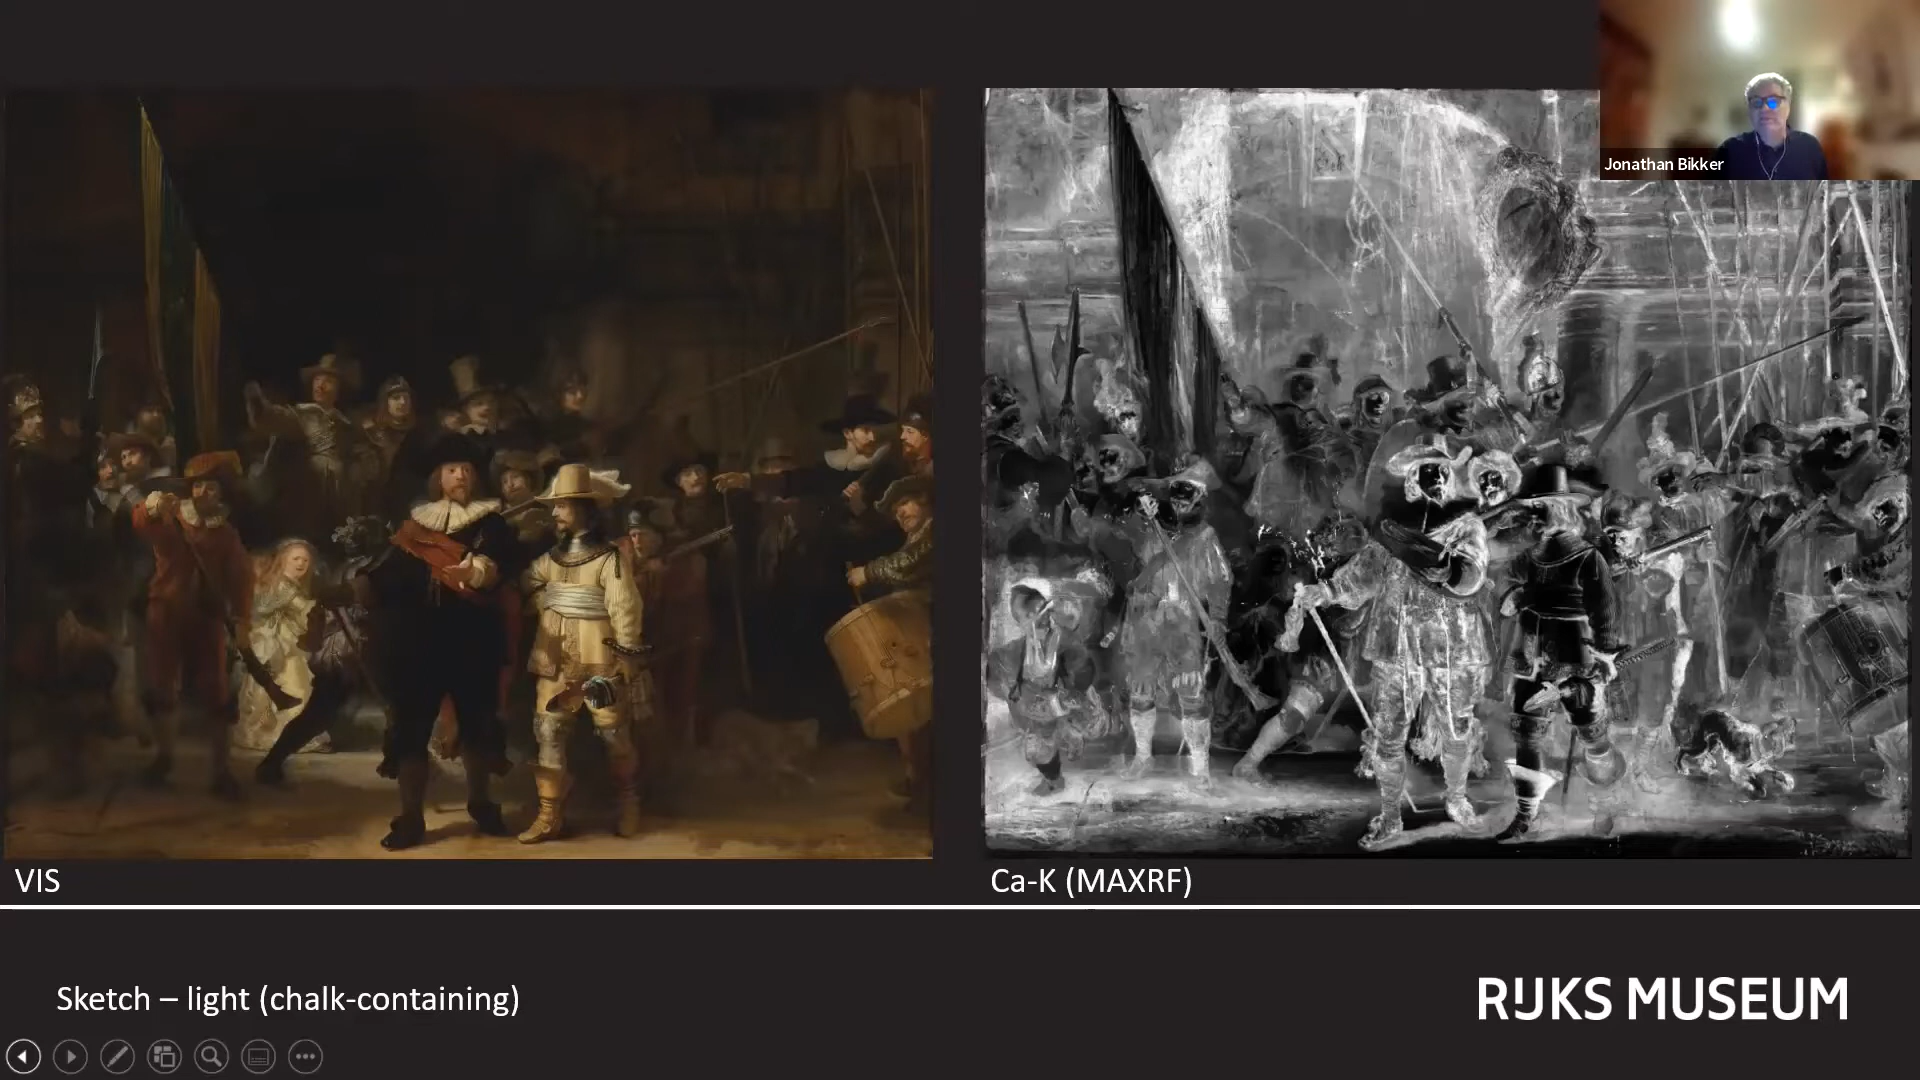 Jonathan Bikker
VIS
Ca-K (MAXRF)
Sketch – light (chalk-containing)
RIJKS MUSEUM